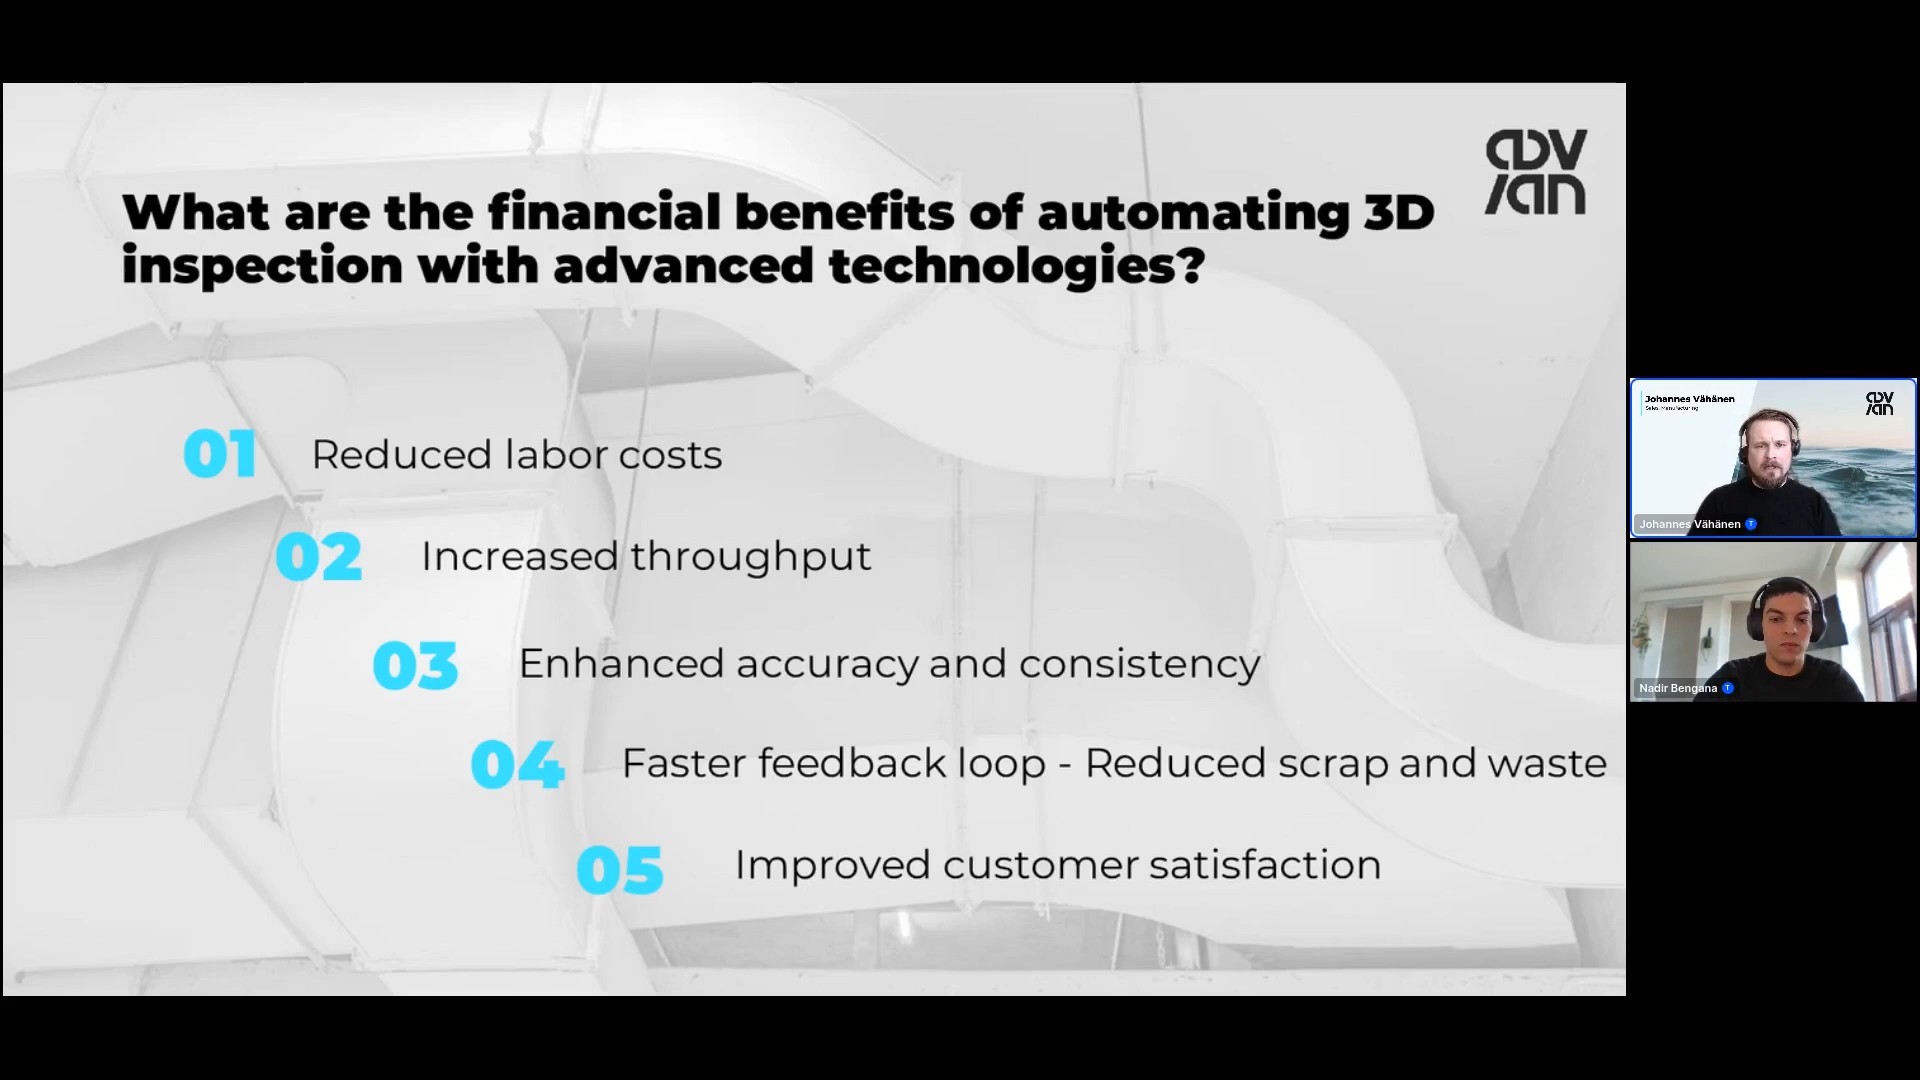 What are the financial benefits of automating 3D
inspection with advanced technologies?
ADV
IAN
01 Reduced labor costs
02 Increased throughput
03 Enhanced accuracy and consistency
04 Faster feedback loop - Reduced scrap and waste
05 Improved customer satisfaction
Johannes Vähänen
Sales, Manufacturing
ADV
IAN
Johannes Vähänen T
Nadir Bengana T